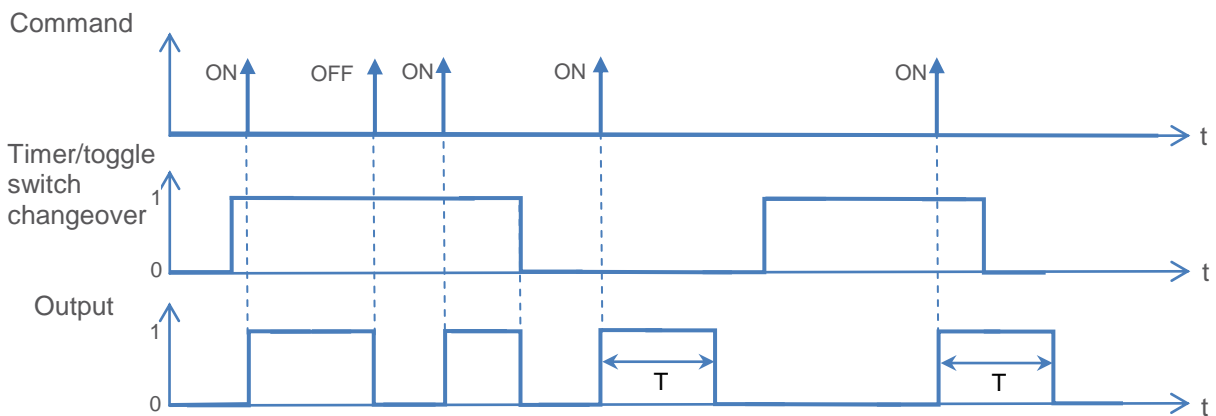 Command
ON OFF ON ON ON
t
Timer/toggle
switch
changeover
1
0
t
Output
1
T T
0
t